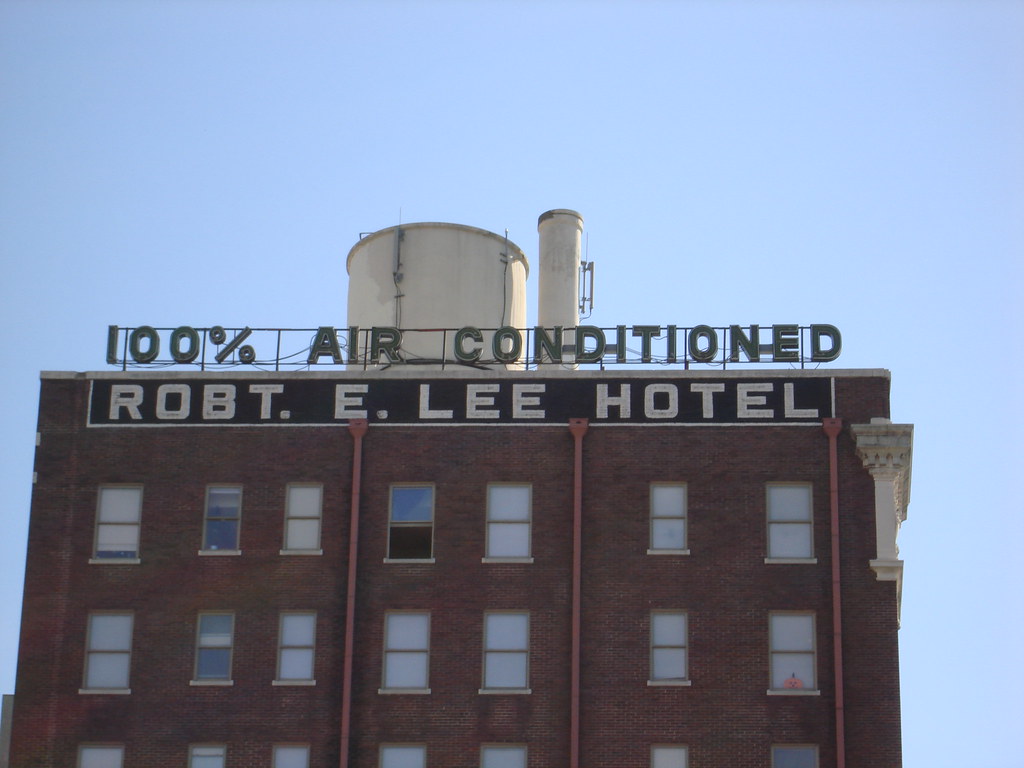 100% AIR CONDITIONED
ROBT. E. LEE HOTEL